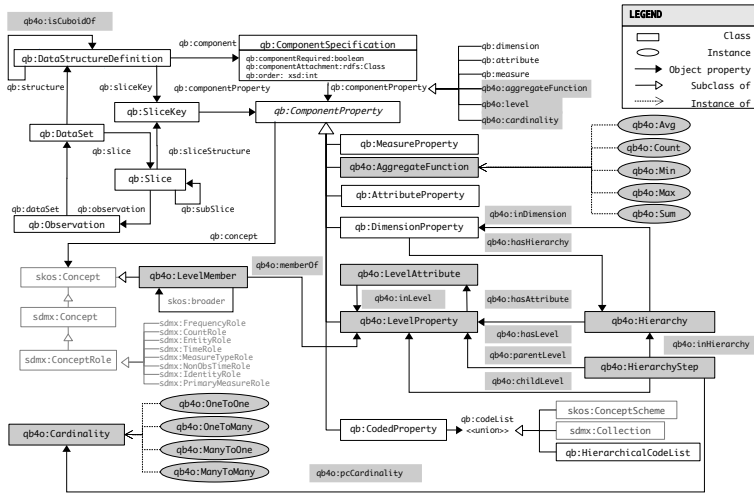 qb4o:isCuboidOf
qb:component
qb:DataStructureDefinition
qb:ComponentSpecification
qb:componentRequired:boolean
qb:componentAttachment:rdfs:Class
qb:order: xsd:int
qb:structure
qb:sliceKey
qb:componentProperty
qb:componentProperty
qb:componentProperty
qb:dimension
qb:attribute
qb:measure
qb4o:aggregateFunction
qb4o:level
qb4o:cardinality
LEGEND
Class
Instance
Object property
Subclass of
Instance of
qb:SliceKey
qb:ComponentProperty
qb:DataSet
qb:slice
qb:sliceStructure
qb:Slice
qb:subSlice
qb:dataSet
qb:observation
qb:Observation
qb:concept
qb:MeasureProperty
qb4o:AggregateFunction
qb:AttributeProperty
qb:DimensionProperty
qb4o:Avg
qb4o:Count
qb4o:Min
qb4o:Max
qb4o:Sum
qb4o:inDimension
qb4o:hasHierarchy
skos:Concept
qb4o:LevelMember
qb4o:memberOf
skos:broader
sdmx:Concept
sdmx:ConceptRole
sdmx:FrequencyRole
sdmx:CountRole
sdmx:EntityRole
sdmx:TimeRole
sdmx:MeasureTypeRole
sdmx:NonObsTimeRole
sdmx:IdentityRole
sdmx:PrimaryMeasureRole
qb4o:LevelAttribute
qb4o:inLevel
qb4o:hasAttribute
qb4o:LevelProperty
qb4o:hasLevel
qb4o:Hierarchy
qb4o:parentLevel
qb4o:inHierarchy
qb4o:HierarchyStep
qb4o:childLevel
qb4o:Cardinality
qb4o:OneToOne
qb4o:OneToMany
qb4o:ManyToOne
qb4o:ManyToMany
qb:CodedProperty
qb:codeList
<<union>>
skos:ConceptScheme
sdmx:Collection
qb:HierarchicalCodeList
qb4o:pcCardinality